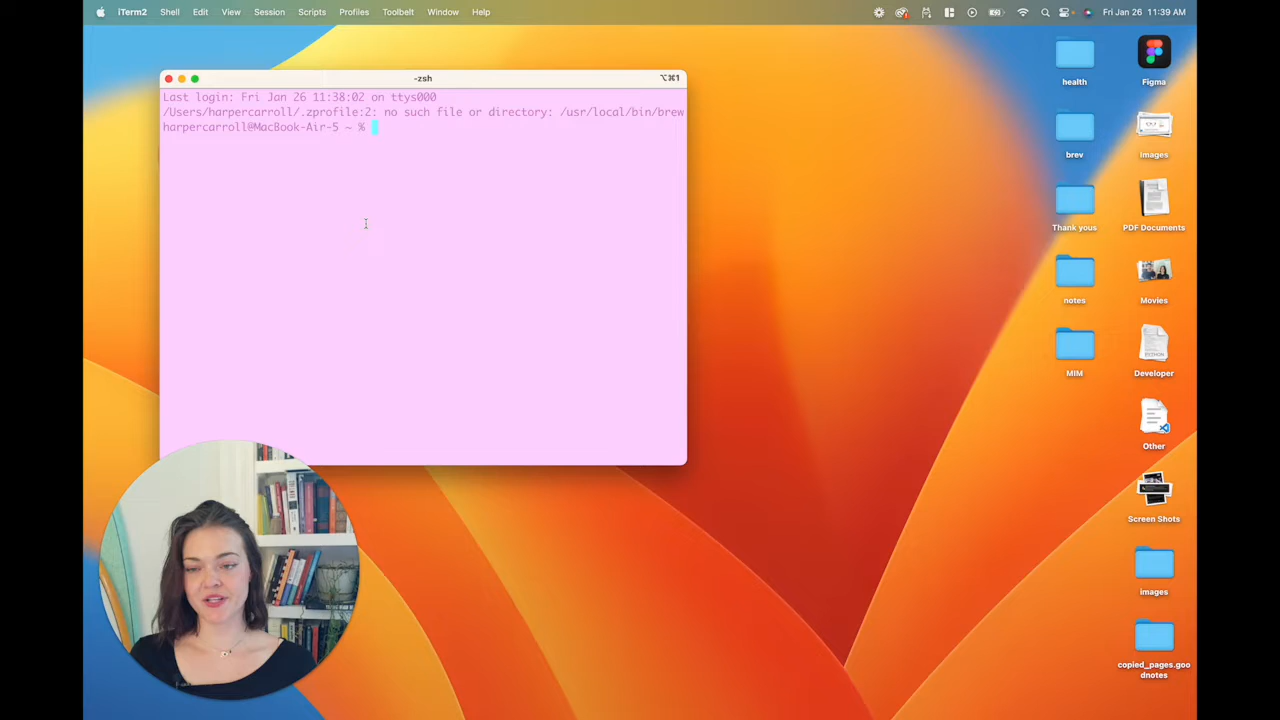 iTerm2 Shell Edit View Session Scripts Profiles Toolbelt Window Help Fri Jan 26 11:39 AM
-zsh ⌥⌘1
Last login: Fri Jan 26 11:38:02 on ttys000
/Users/harpercarroll/.zprofile:2: no such file or directory: /usr/local/bin/brew
harpercarroll@MacBook-Air-5 ~ %
health Figma
brev Images
Thank yous PDF Documents
notes Movies
MIM Developer
PYTHON
Other
Screen Shots
images
copied_pages.goo
dnotes